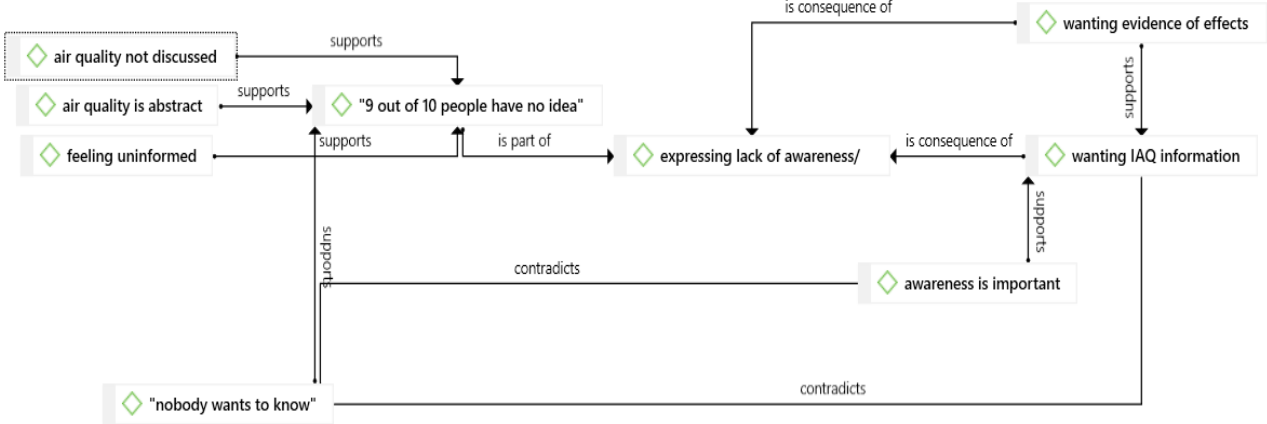 is consequence of
wanting evidence of effects
air quality not discussed
supports
supports
air quality is abstract
supports
"9 out of 10 people have no idea"
feeling uninformed
supports
is part of
expressing lack of awareness/
is consequence of
wanting IAQ information
supports
supports
contradicts
awareness is important
"nobody wants to know"
contradicts